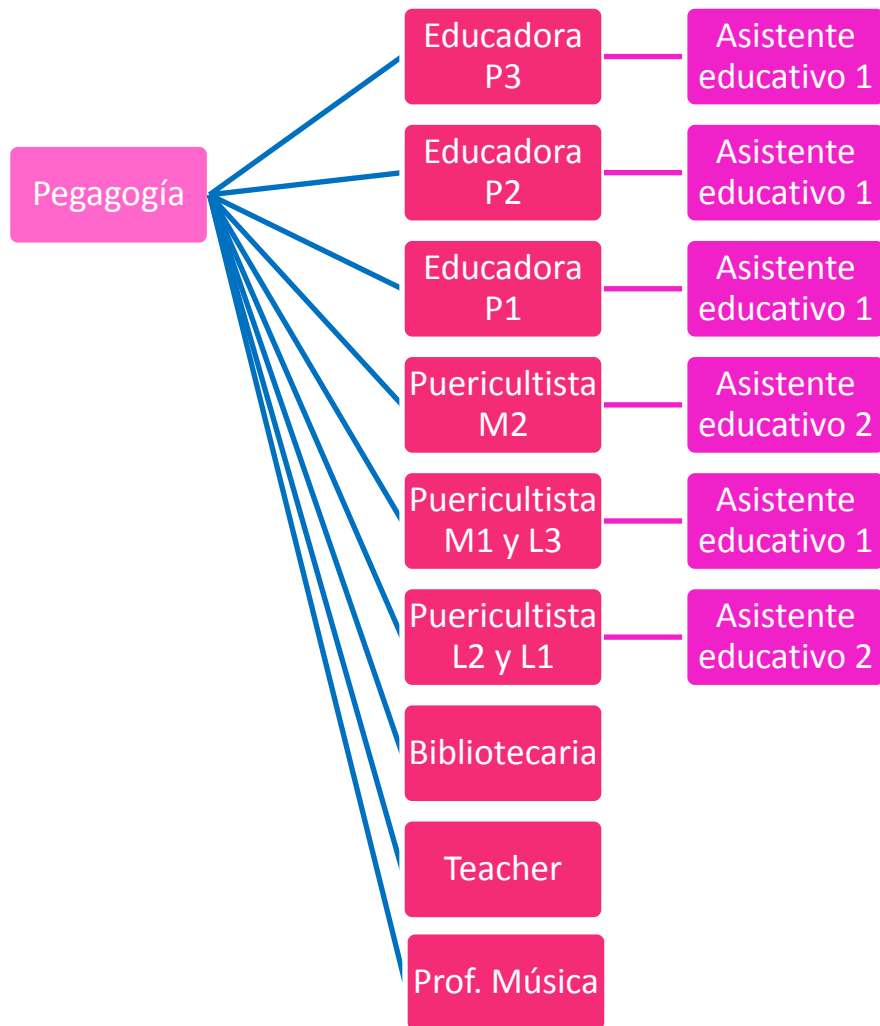 Pegagogía
Educadora
P3
Asistente
educativo 1
Educadora
P2
Asistente
educativo 1
Educadora
P1
Asistente
educativo 1
Puericultista
M2
Asistente
educativo 2
Puericultista
M1 y L3
Asistente
educativo 1
Puericultista
L2 y L1
Asistente
educativo 2
Bibliotecaria
Teacher
Prof. Música